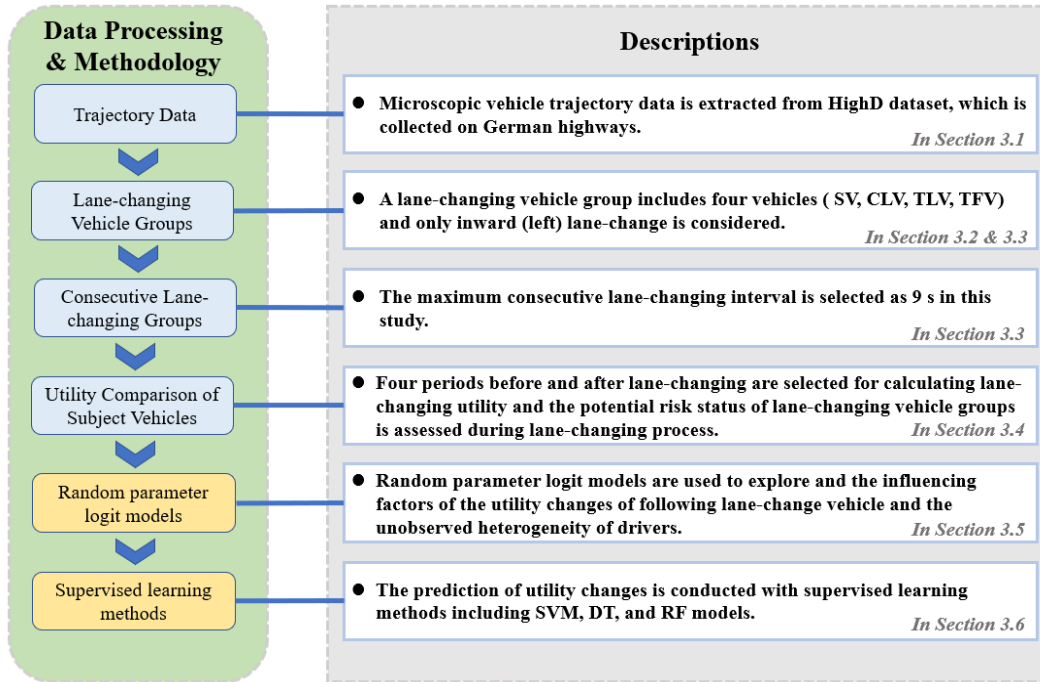 Data Processing
& Methodology
Descriptions
Trajectory Data
● Microscopic vehicle trajectory data is extracted from HighD dataset, which is
collected on German highways.
In Section 3.1
Lane-changing
Vehicle Groups
● A lane-changing vehicle group includes four vehicles ( SV, CLV, TLV, TFV)
and only inward (left) lane-change is considered.
In Section 3.2 & 3.3
Consecutive Lane-
changing Groups
● The maximum consecutive lane-changing interval is selected as 9 s in this
study.
In Section 3.3
Utility Comparison of
Subject Vehicles
● Four periods before and after lane-changing are selected for calculating lane-
changing utility and the potential risk status of lane-changing vehicle groups
is assessed during lane-changing process.
In Section 3.4
Random parameter
logit models
● Random parameter logit models are used to explore and the influencing
factors of the utility changes of following lane-change vehicle and the
unobserved heterogeneity of drivers.
In Section 3.5
Supervised learning
methods
● The prediction of utility changes is conducted with supervised learning
methods including SVM, DT, and RF models.
In Section 3.6